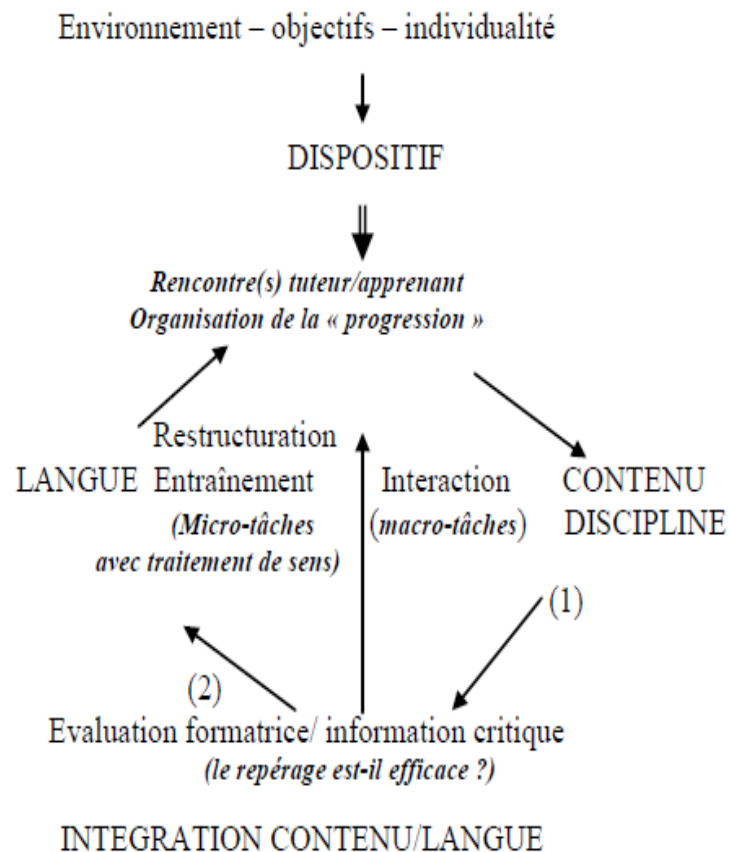 Environnement – objectifs – individualité
DISPOSITIF
Rencontre(s) tuteur/apprenant
Organisation de la « progression »
Restructuration
LANGUE Entraînement Interaction CONTENU
(Micro-tâches (macro-tâches) DISCIPLINE
avec traitement de sens)
(1)
(2)
Evaluation formatrice/ information critique
(le repérage est-il efficace ?)
INTEGRATION CONTENU/LANGUE